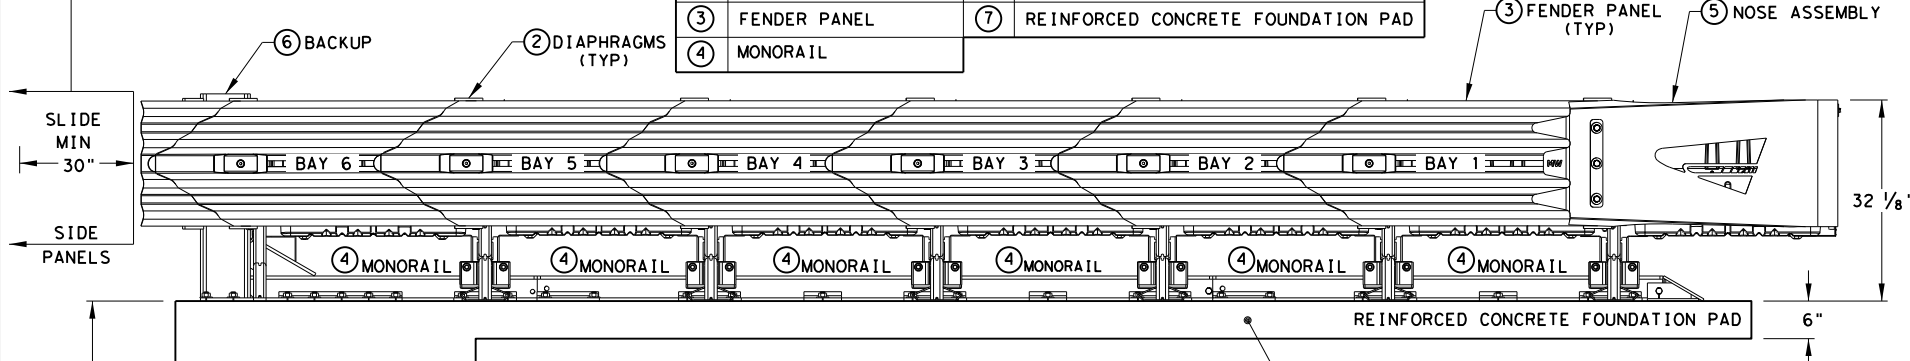 ③ FENDER PANEL ⑦ REINFORCED CONCRETE FOUNDATION PAD
④ MONORAIL
⑥ BACKUP
② DIAPHRAGMS
(TYP)
③ FENDER PANEL
(TYP)
⑤ NOSE ASSEMBLY
SLIDE
MIN
30"
BAY 6 BAY 5 BAY 4 BAY 3 BAY 2 BAY 1
32 ⅛"
SIDE
PANELS
④ MONORAIL ④ MONORAIL ④ MONORAIL ④ MONORAIL ④ MONORAIL ④ MONORAIL
REINFORCED CONCRETE FOUNDATION PAD
6"